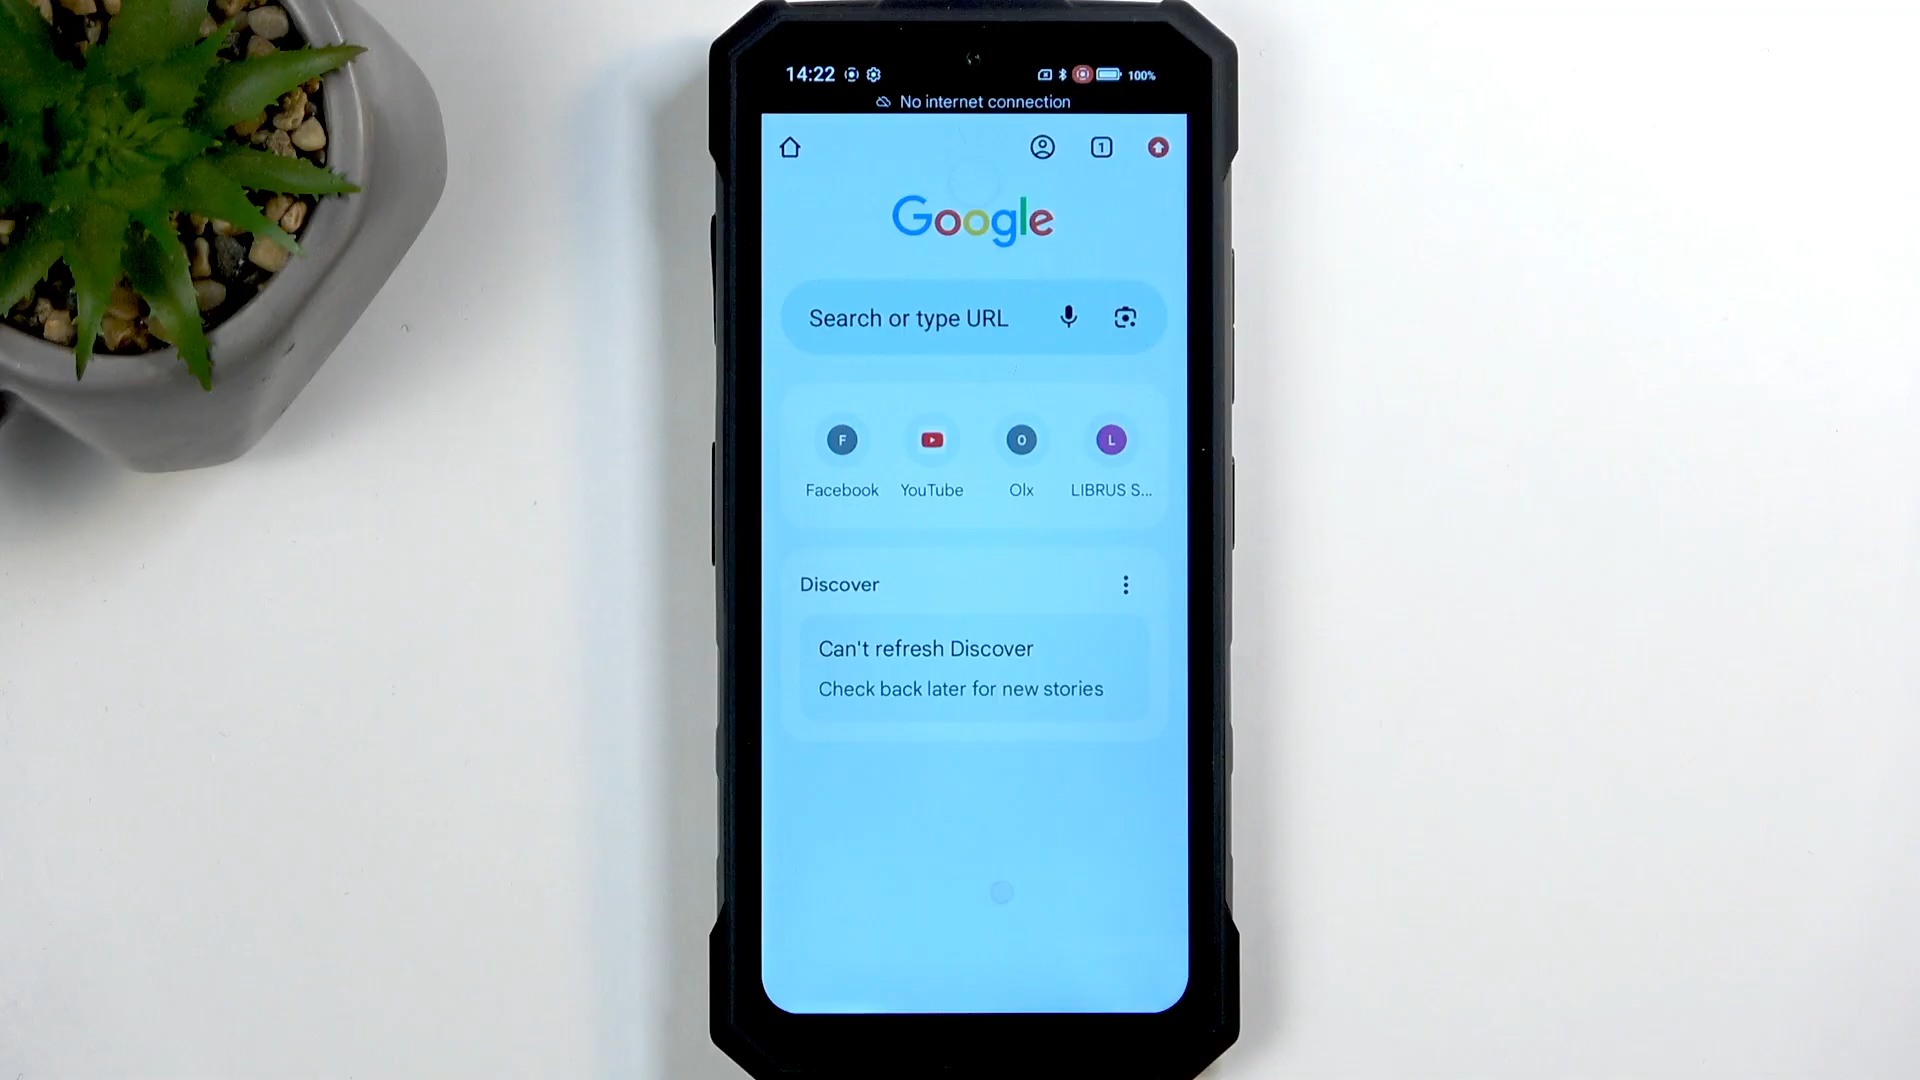 14:22 100%
No internet connection
1
Google
Search or type URL
F O L
Facebook YouTube Olx LIBRUS S...
Discover
Can't refresh Discover
Check back later for new stories